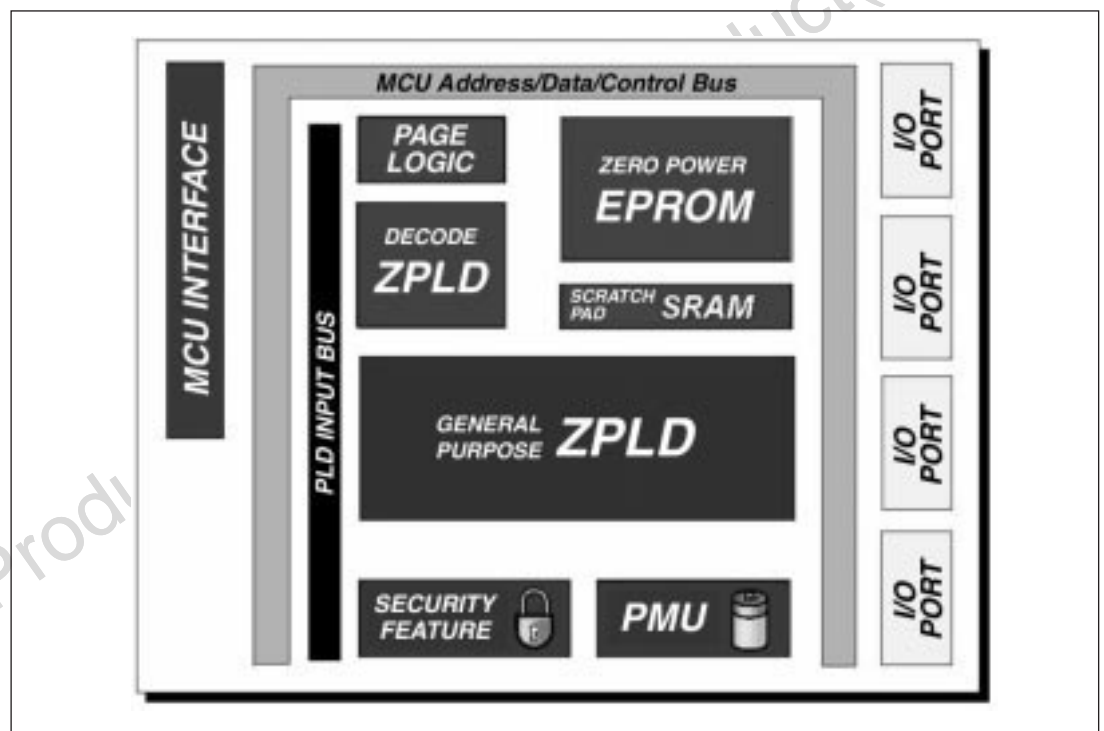 MCU Address/Data/Control Bus
MCU INTERFACE
PLD INPUT BUS
PAGE
LOGIC
DECODE
ZPLD
ZERO POWER
EPROM
SCRATCH
PAD
SRAM
GENERAL
PURPOSE
ZPLD
SECURITY
FEATURE
PMU
I/O
PORT
I/O
PORT
I/O
PORT
I/O
PORT